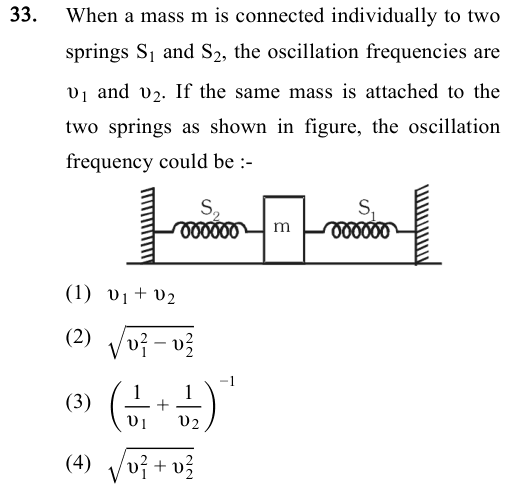 33. When a mass m is connected individually to two
springs S₁ and S₂, the oscillation frequencies are
υ₁ and υ₂. If the same mass is attached to the
two springs as shown in figure, the oscillation
frequency could be :-
S₂ m S₁
(1) υ₁ + υ₂
(2) √(υ₁² − υ₂²)
(3) (1/υ₁ + 1/υ₂)⁻¹
(4) √(υ₁² + υ₂²)